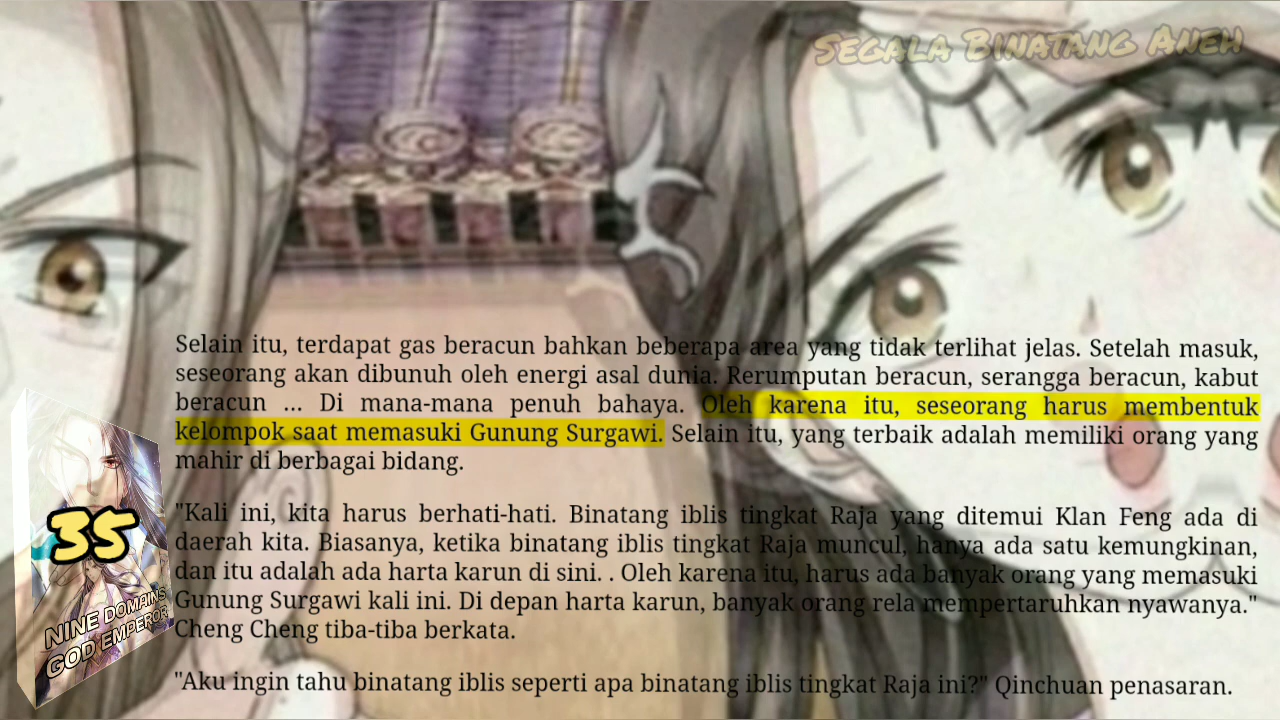 Segala Binatang Aneh
Selain itu, terdapat gas beracun bahkan beberapa area yang tidak terlihat jelas. Setelah masuk,
seseorang akan dibunuh oleh energi asal dunia. Rerumputan beracun, serangga beracun, kabut
beracun ... Di mana-mana penuh bahaya. Oleh karena itu, seseorang harus membentuk
kelompok saat memasuki Gunung Surgawi. Selain itu, yang terbaik adalah memiliki orang yang
mahir di berbagai bidang.
"Kali ini, kita harus berhati-hati. Binatang iblis tingkat Raja yang ditemui Klan Feng ada di
daerah kita. Biasanya, ketika binatang iblis tingkat Raja muncul, hanya ada satu kemungkinan,
dan itu adalah ada harta karun di sini. . Oleh karena itu, harus ada banyak orang yang memasuki
Gunung Surgawi kali ini. Di depan harta karun, banyak orang rela mempertaruhkan nyawanya."
Cheng Cheng tiba-tiba berkata.
"Aku ingin tahu binatang iblis seperti apa binatang iblis tingkat Raja ini?" Qinchuan penasaran.
35
NINE DOMAINS
GOD EMPEROR